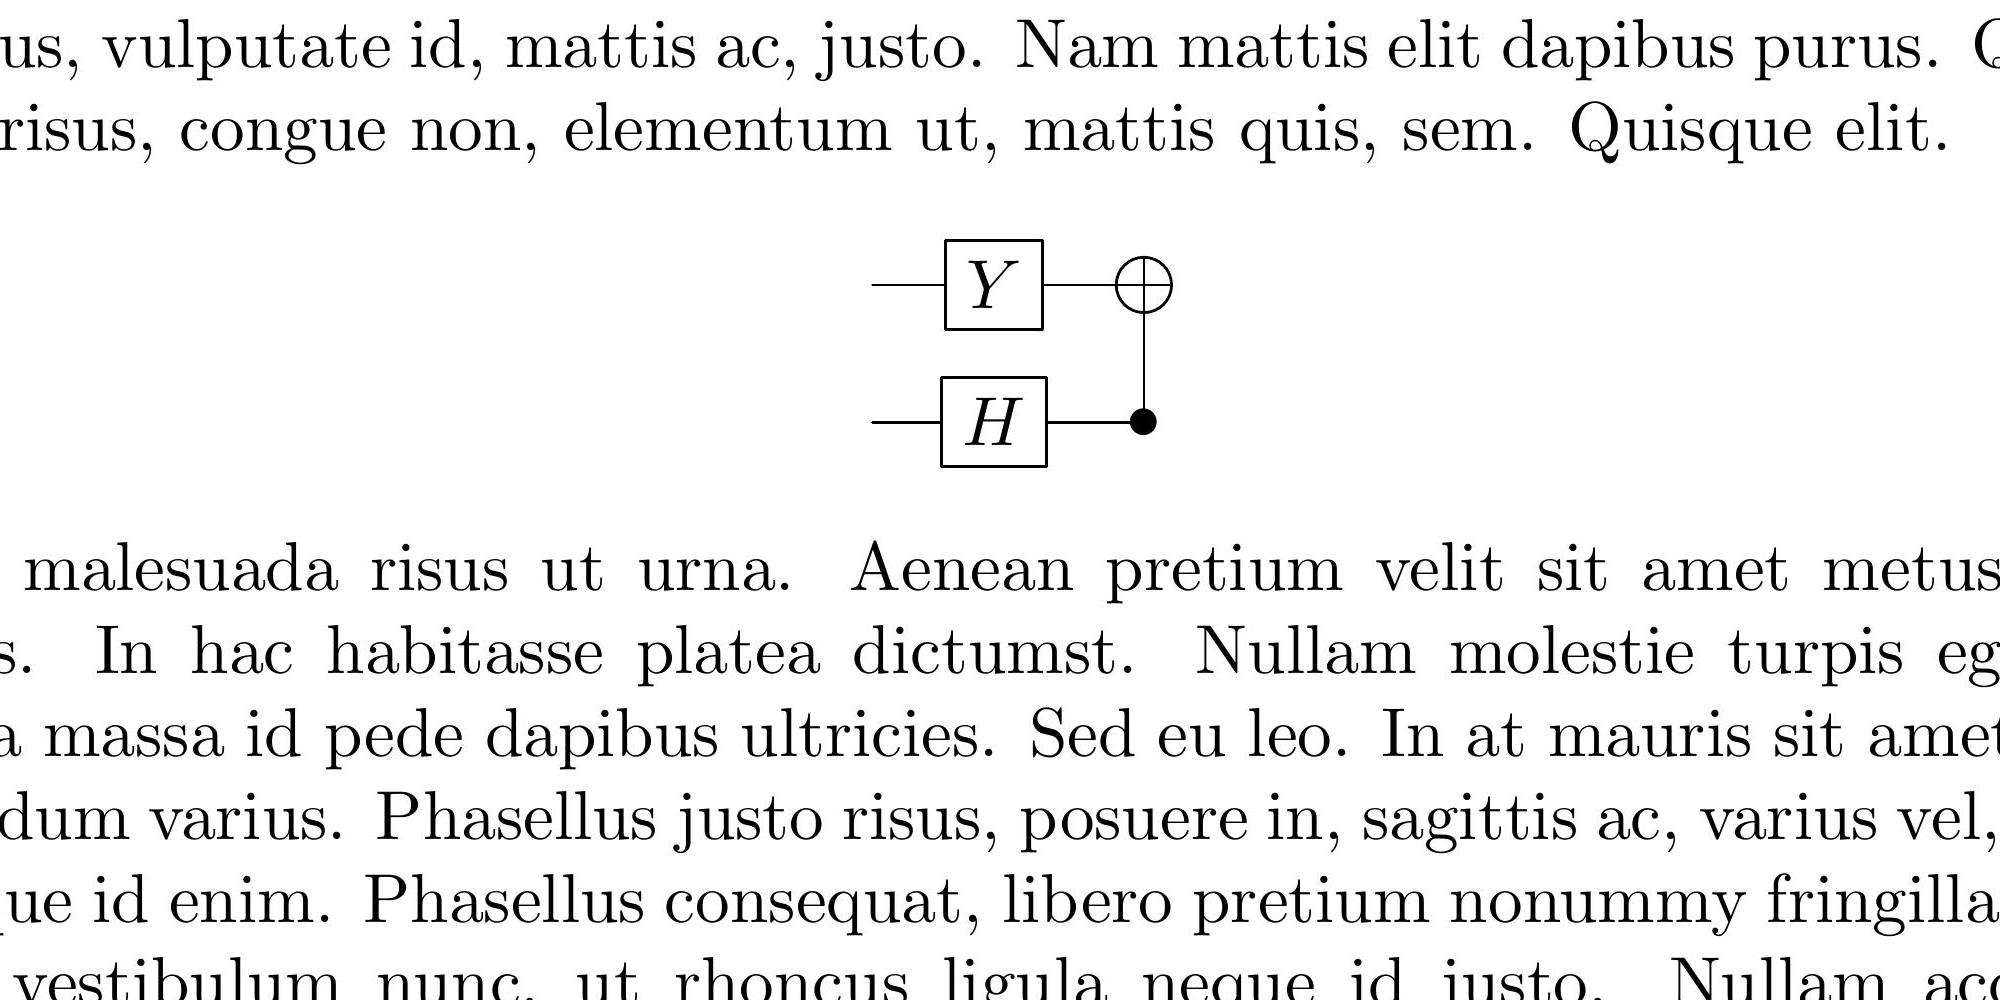 us, vulputate id, mattis ac, justo. Nam mattis elit dapibus purus.
risus, congue non, elementum ut, mattis quis, sem. Quisque elit.
Y
H
malesuada risus ut urna. Aenean pretium velit sit amet metus
s. In hac habitasse platea dictumst. Nullam molestie turpis eg
a massa id pede dapibus ultricies. Sed eu leo. In at mauris sit amet
dum varius. Phasellus justo risus, posuere in, sagittis ac, varius vel,
ue id enim. Phasellus consequat, libero pretium nonummy fringilla
vestibulum nunc, ut rhoncus ligula neque id justo. Nullam acc